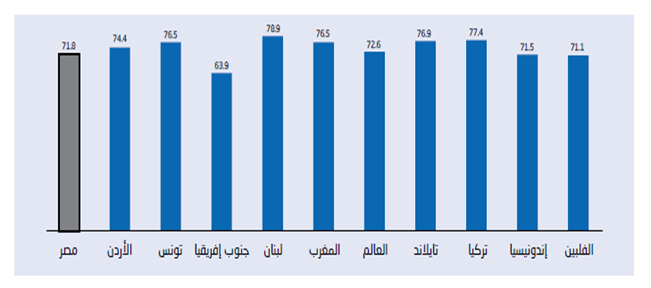 71.8
74.4
76.5
63.9
78.9
76.5
72.6
76.9
77.4
71.5
71.1
مصر
الأردن
تونس
جنوب إفريقيا
لبنان
المغرب
العالم
تايلاند
تركيا
إندونيسيا
الفلبين